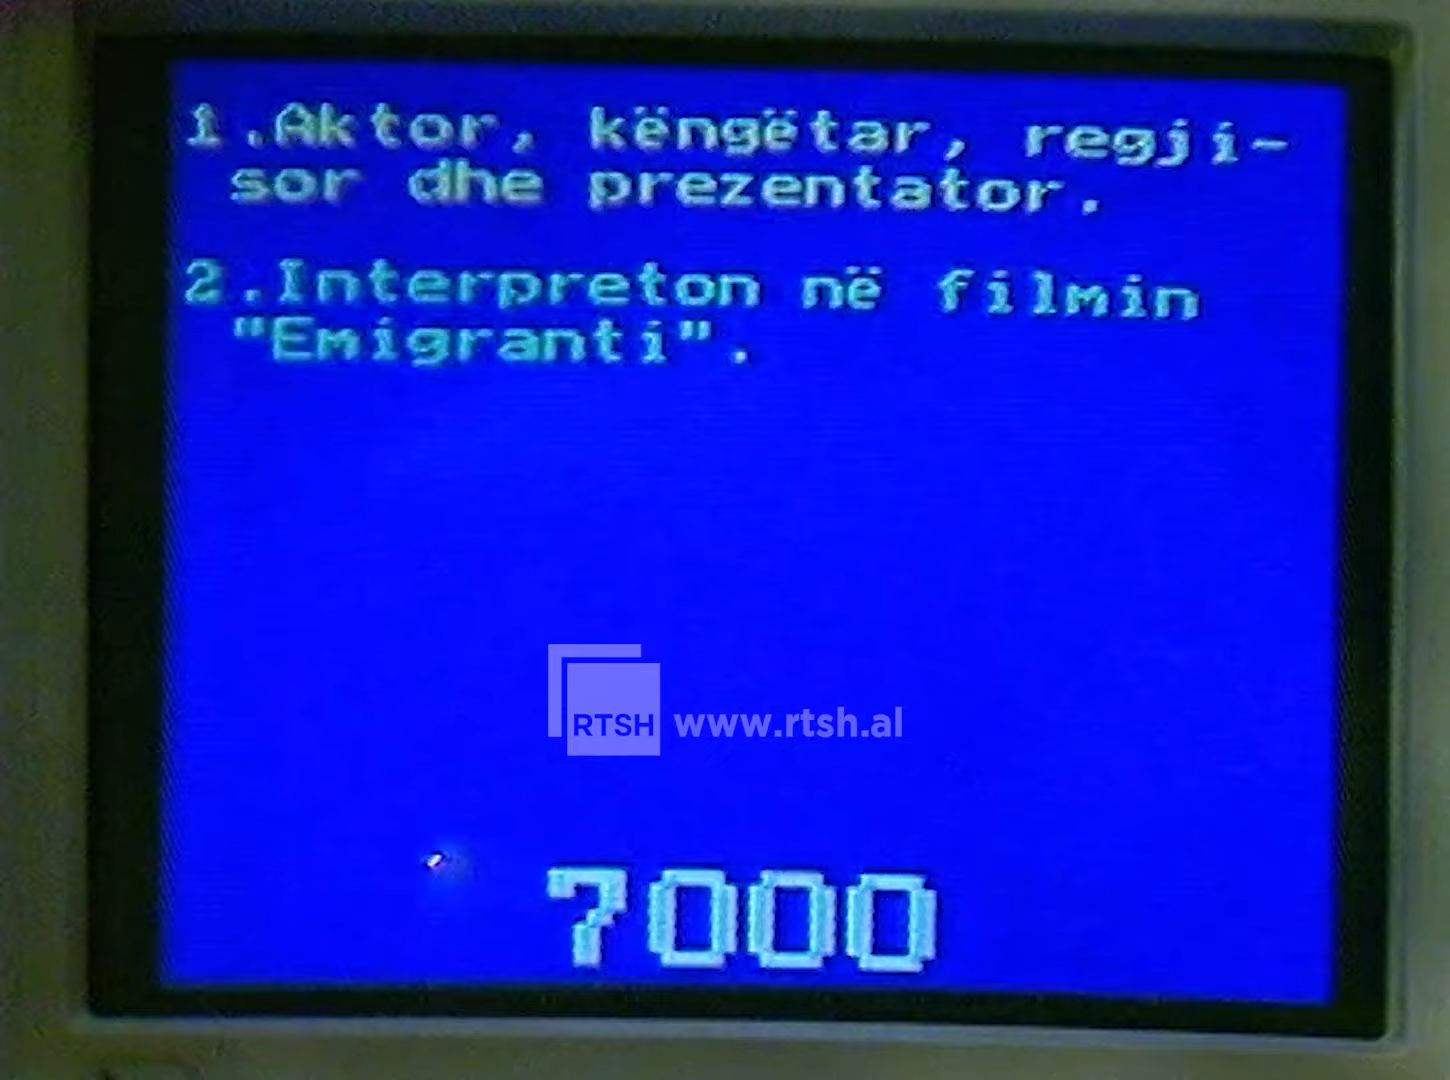 1.Aktor, këngëtar, regji-
sor dhe prezentator.
2.Interpreton në filmin
"Emigranti".
RTSH www.rtsh.al
7000